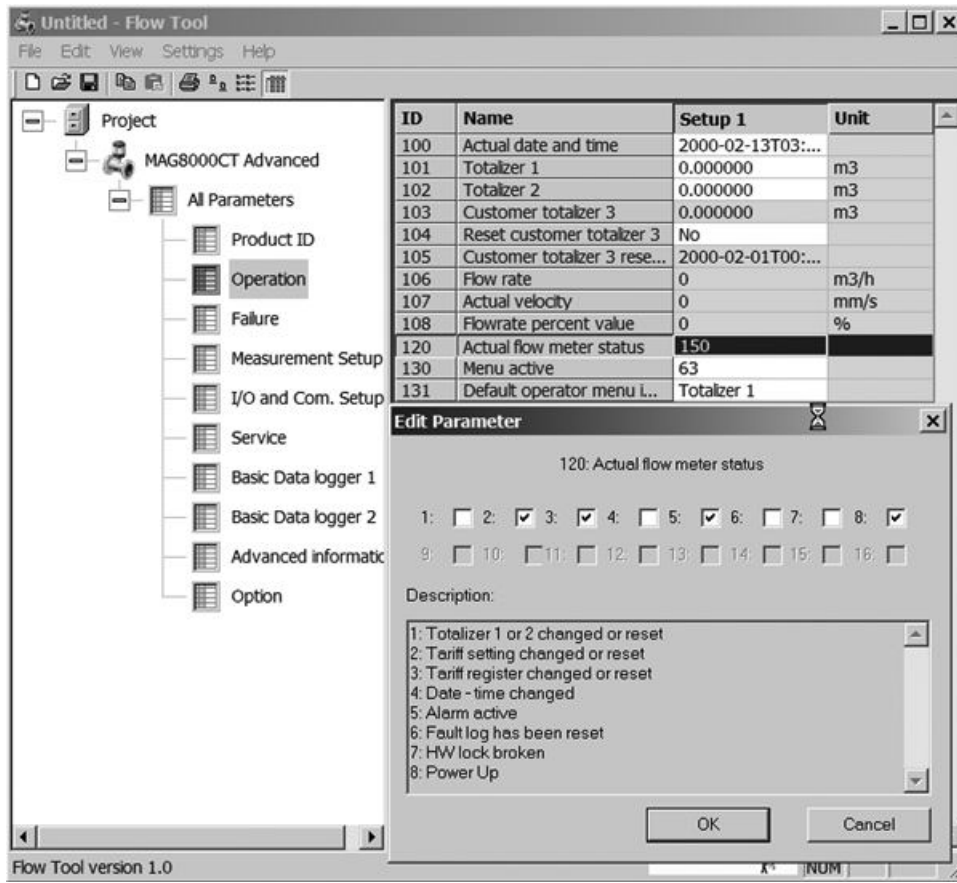 Untitled - Flow Tool
File Edit View Settings Help
Project
MAG8000CT Advanced
All Parameters
Product ID
Operation
Failure
Measurement Setup
I/O and Com. Setup
Service
Basic Data logger 1
Basic Data logger 2
Advanced informatic
Option
ID Name Setup 1 Unit
100 Actual date and time 2000-02-13T03:...
101 Totalizer 1 0.000000 m3
102 Totalizer 2 0.000000 m3
103 Customer totalizer 3 0.000000 m3
104 Reset customer totalizer 3 No
105 Customer totalizer 3 rese... 2000-02-01T00:...
106 Flow rate 0 m3/h
107 Actual velocity 0 mm/s
108 Flowrate percent value 0 %
120 Actual flow meter status 150
130 Menu active 63
131 Default operator menu i... Totalizer 1
Edit Parameter
120: Actual flow meter status
1: 2: 3: 4: 5: 6: 7: 8:
9: 10: 11: 12: 13: 14: 15: 16:
Description:
1: Totalizer 1 or 2 changed or reset
2: Tariff setting changed or reset
3: Tariff register changed or reset
4: Date - time changed
5: Alarm active
6: Fault log has been reset
7: HW lock broken
8: Power Up
OK Cancel
Flow Tool version 1.0
NUM